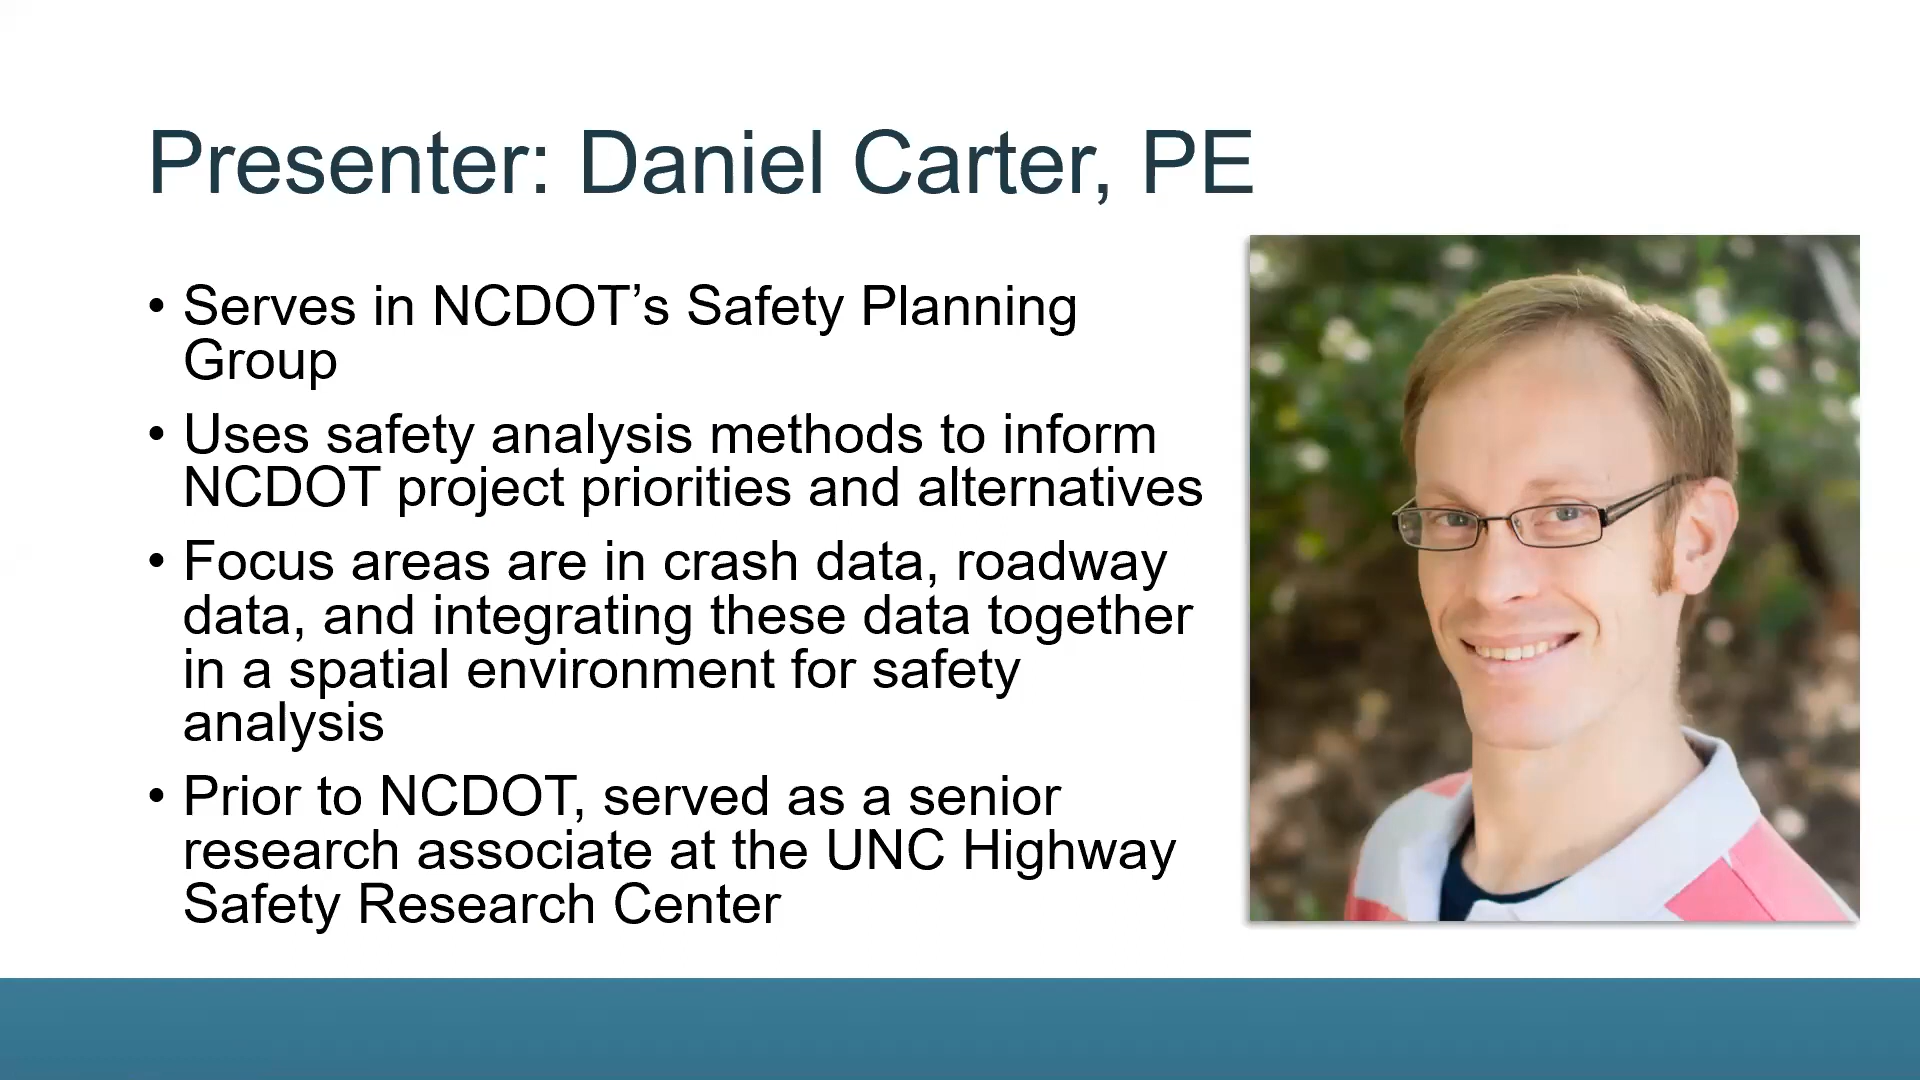 Presenter: Daniel Carter, PE
• Serves in NCDOT’s Safety Planning
Group
• Uses safety analysis methods to inform
NCDOT project priorities and alternatives
• Focus areas are in crash data, roadway
data, and integrating these data together
in a spatial environment for safety
analysis
• Prior to NCDOT, served as a senior
research associate at the UNC Highway
Safety Research Center